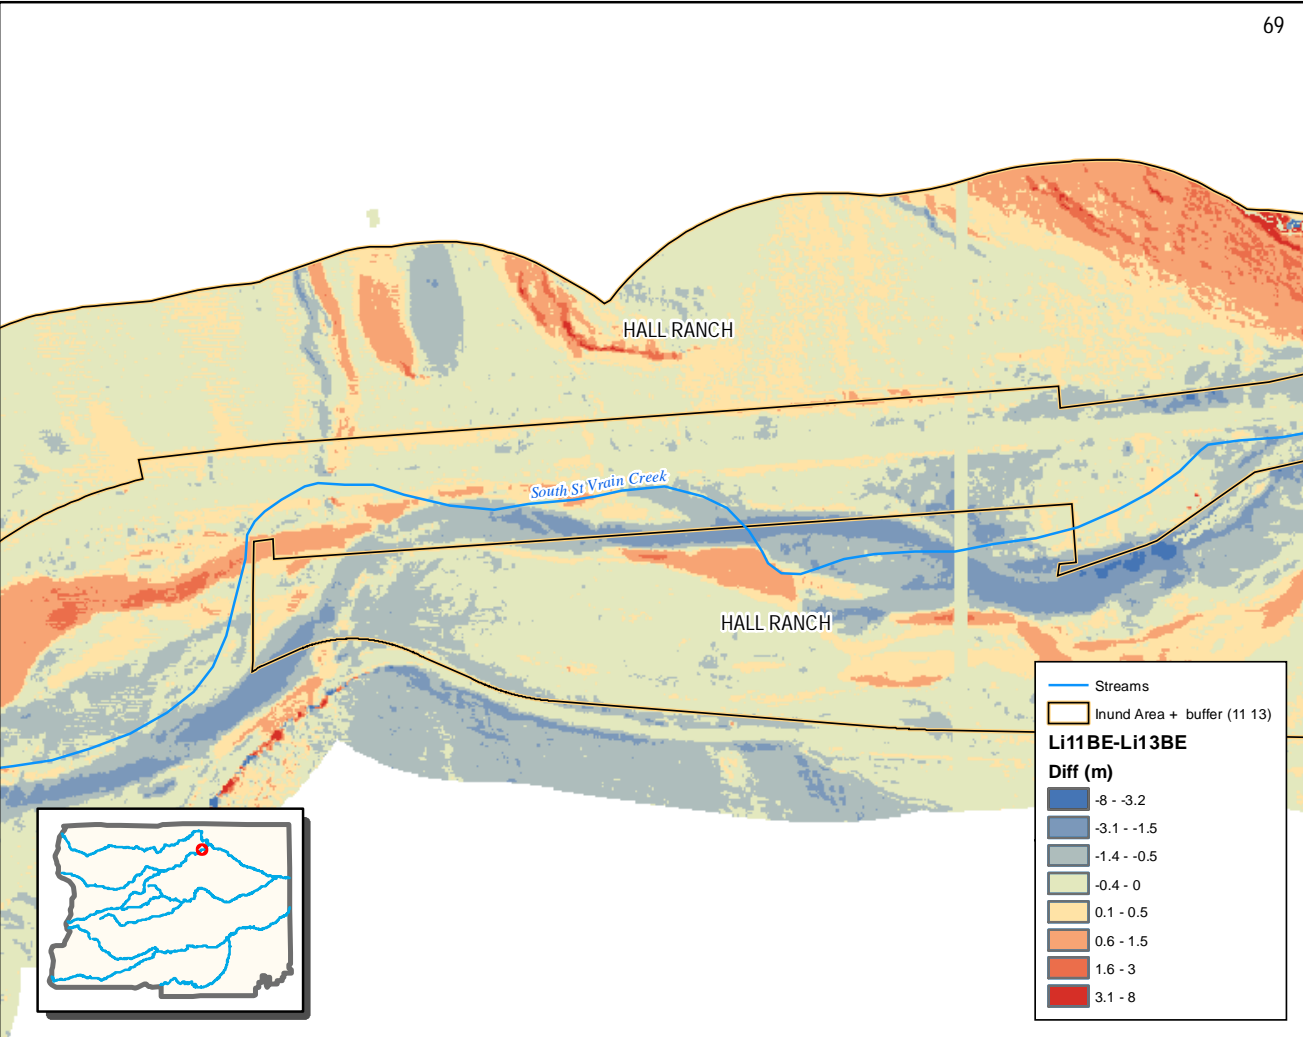 69
HALL RANCH
South St Vrain Creek
HALL RANCH
Streams
Inund Area + buffer (11 13)
Li11BE-Li13BE
Diff (m)
-8 - -3.2
-3.1 - -1.5
-1.4 - -0.5
-0.4 - 0
0.1 - 0.5
0.6 - 1.5
1.6 - 3
3.1 - 8